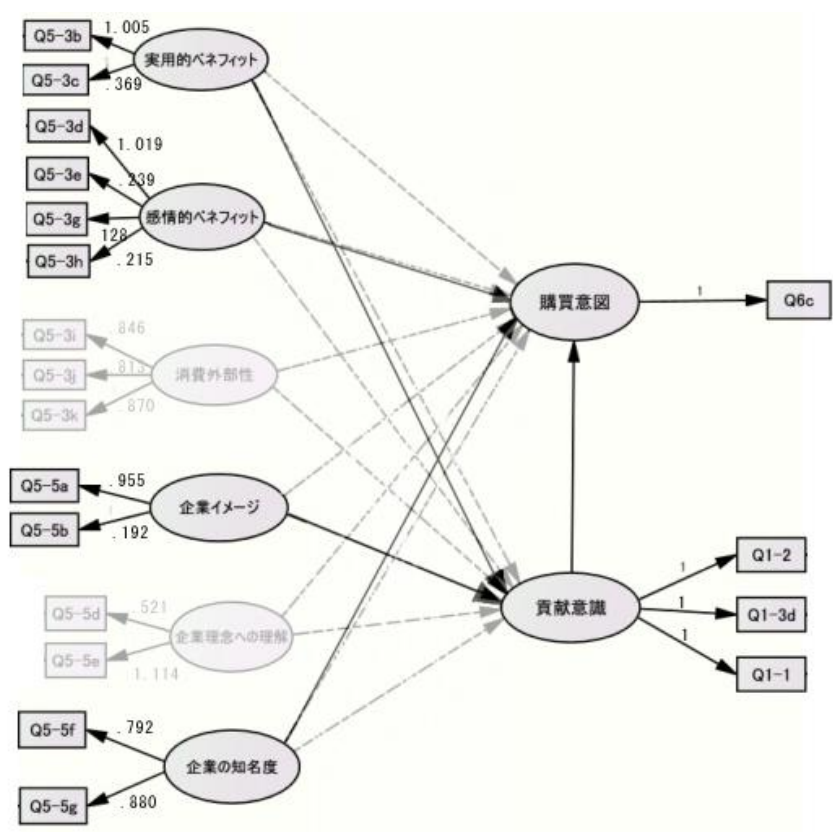 Q5-3b
1.005
実用的ベネフィット
Q5-3c
.369
Q5-3d
1.019
Q5-3e
.239
感情的ベネフィット
Q5-3g
128
Q5-3h
.215
購買意図
1
Q6c
Q5-3i
.846
Q5-3j
.813
消費外部性
Q5-3k
.870
Q5-5a
.955
企業イメージ
Q5-5b
.192
Q1-2
1
貢献意識
1
Q1-3d
1
Q1-1
Q5-5d
.521
企業理念への理解
Q5-5e
1.114
Q5-5f
.792
企業の知名度
Q5-5g
.880